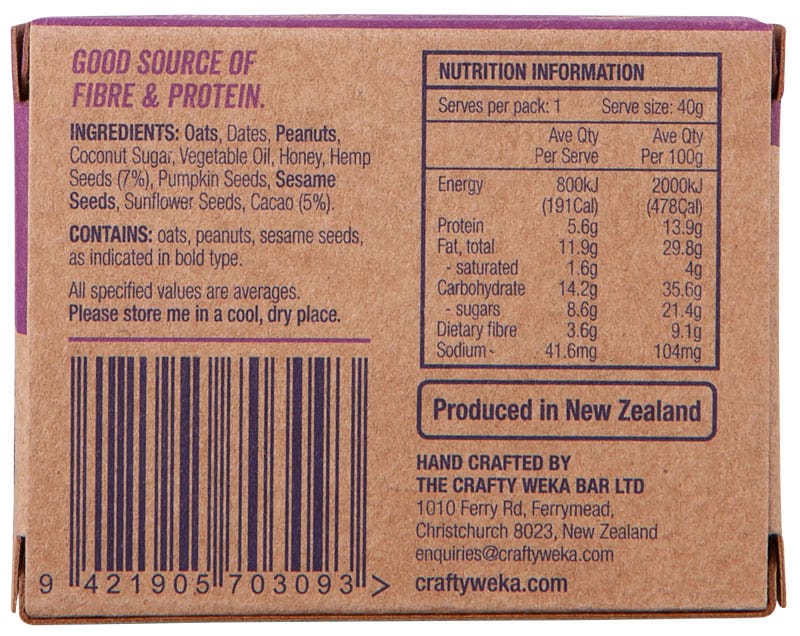 GOOD SOURCE OF
FIBRE & PROTEIN.
INGREDIENTS: Oats, Dates, Peanuts,
Coconut Sugar, Vegetable Oil, Honey, Hemp
Seeds (7%), Pumpkin Seeds, Sesame
Seeds, Sunflower Seeds, Cacao (5%).
CONTAINS: oats, peanuts, sesame seeds,
as indicated in bold type.
All specified values are averages.
Please store me in a cool, dry place.
9 421905 703093 >
NUTRITION INFORMATION
Serves per pack: 1 Serve size: 40g
Ave Qty Ave Qty
Per Serve Per 100g
Energy 800kJ 2000kJ
(191Cal) (478Cal)
Protein 5.6g 13.9g
Fat, total 11.9g 29.8g
- saturated 1.6g 4g
Carbohydrate 14.2g 35.6g
- sugars 8.6g 21.4g
Dietary fibre 3.6g 9.1g
Sodium - 41.6mg 104mg
Produced in New Zealand
HAND CRAFTED BY
THE CRAFTY WEKA BAR LTD
1010 Ferry Rd, Ferrymead,
Christchurch 8023, New Zealand
enquiries@craftyweka.com
craftyweka.com